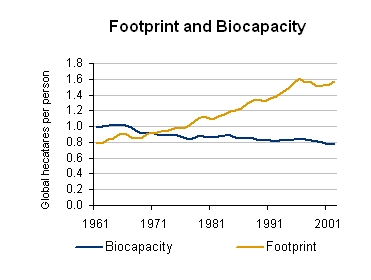 Footprint and Biocapacity
Global hecatares per person
1.8
1.6
1.4
1.2
1.0
0.8
0.6
0.4
0.2
0.0
1961 1971 1981 1991 2001
Biocapacity Footprint